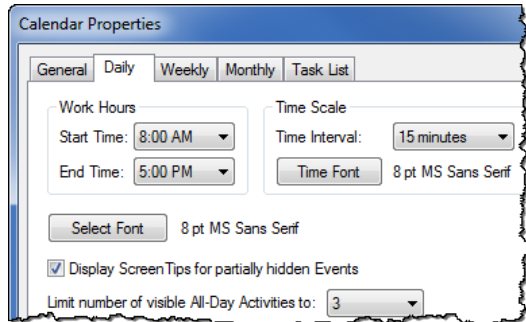 Calendar Properties
General Daily Weekly Monthly Task List
Work Hours
Start Time: 8:00 AM
End Time: 5:00 PM
Time Scale
Time Interval: 15 minutes
Time Font 8 pt MS Sans Serif
Select Font 8 pt MS Sans Serif
Display ScreenTips for partially hidden Events
Limit number of visible All-Day Activities to: 3